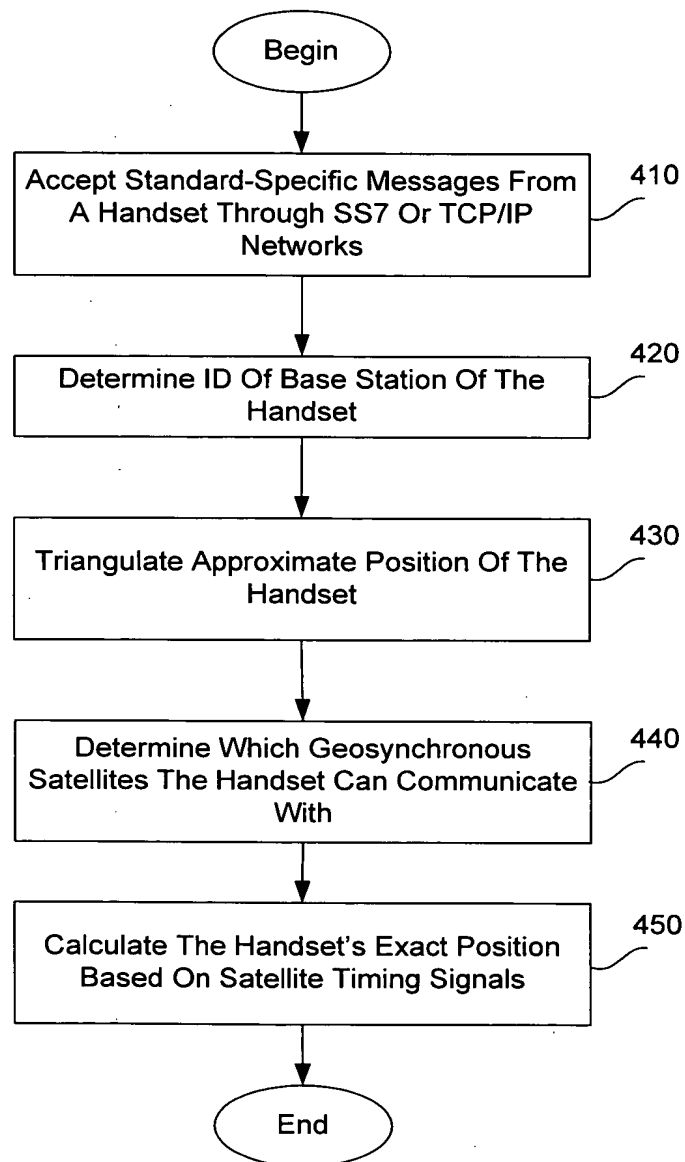 Begin
Accept Standard-Specific Messages From
A Handset Through SS7 Or TCP/IP
Networks
410
Determine ID Of Base Station Of The
Handset
420
Triangulate Approximate Position Of The
Handset
430
Determine Which Geosynchronous
Satellites The Handset Can Communicate
With
440
Calculate The Handset's Exact Position
Based On Satellite Timing Signals
450
End